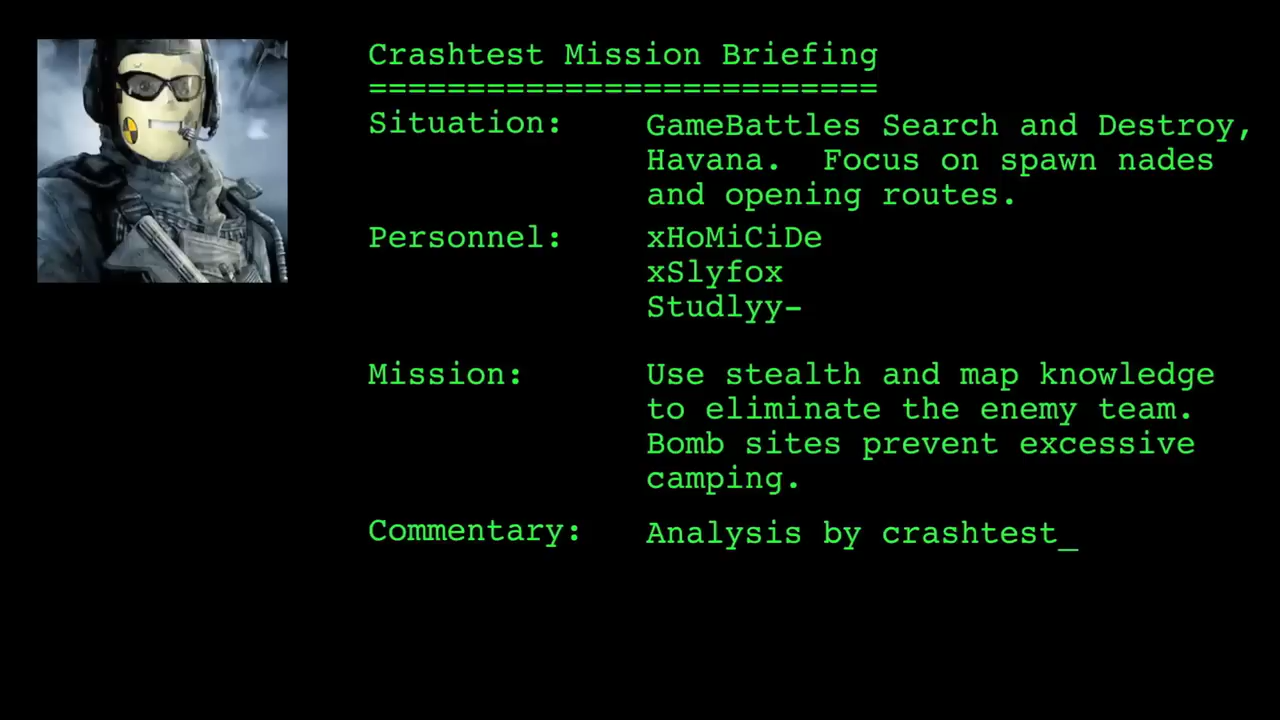 Crashtest Mission Briefing
==========================
Situation: GameBattles Search and Destroy,
Havana.  Focus on spawn nades
and opening routes.
Personnel: xHoMiCiDe
xSlyfox
Studlyy-
Mission: Use stealth and map knowledge
to eliminate the enemy team.
Bomb sites prevent excessive
camping.
Commentary: Analysis by crashtest_